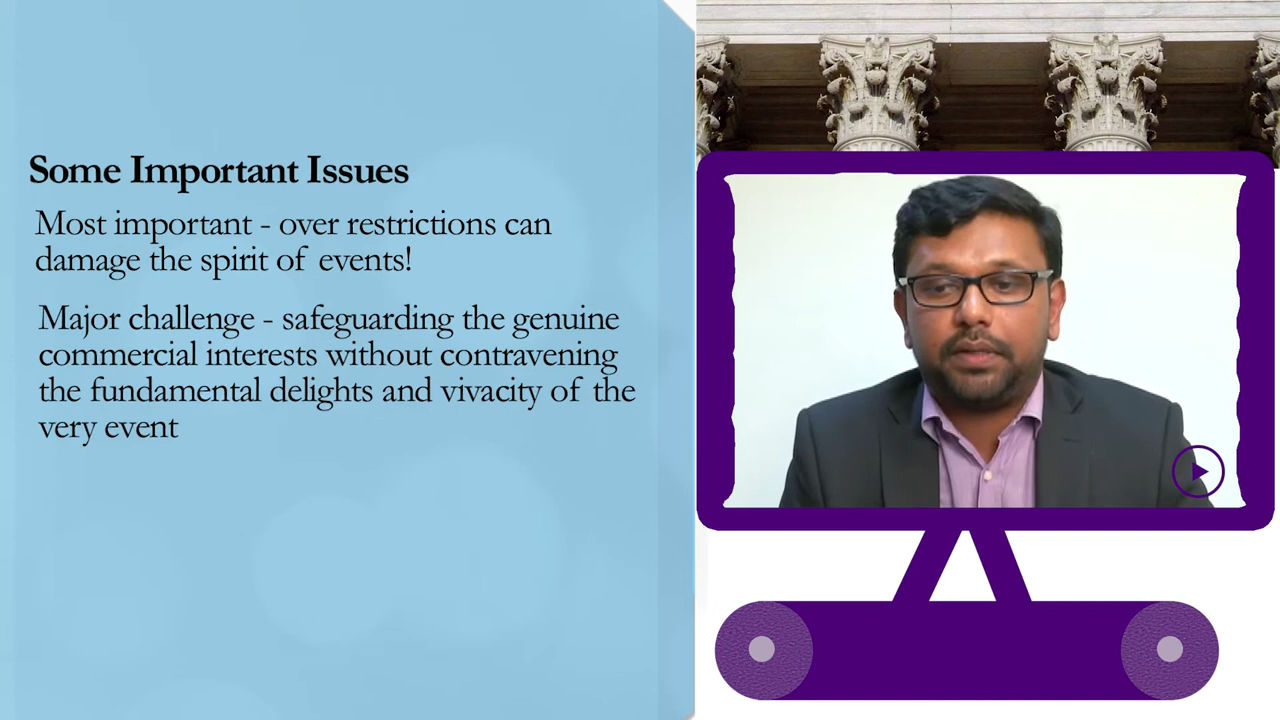 Some Important Issues
Most important - over restrictions can
damage the spirit of events!
Major challenge - safeguarding the genuine
commercial interests without contravening
the fundamental delights and vivacity of the
very event